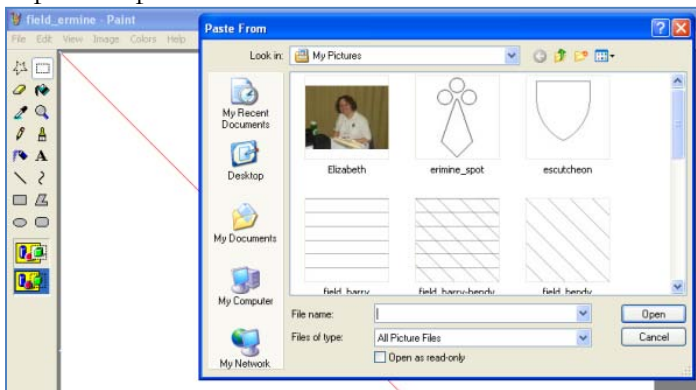 field_ermine - Paint
File Edit View Image Colors Help
Paste From
Look in: My Pictures
My Recent Documents
Desktop
My Documents
My Computer
My Network
Elizabeth
erimine_spot
escutcheon
field_barry
field_barry-bendy
field_bendy
File name:
Open
Files of type: All Picture Files
Cancel
Open as read-only